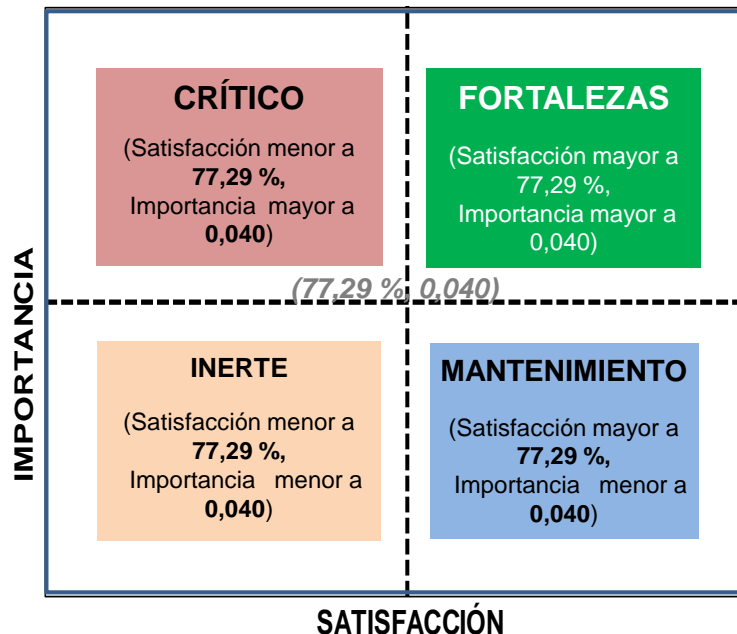 CRÍTICO
(Satisfacción menor a
77,29 %,
Importancia mayor a
0,040)
FORTALEZAS
(Satisfacción mayor a
77,29 %,
Importancia mayor a
0,040)
(77,29 %, 0,040)
INERTE
(Satisfacción menor a
77,29 %,
Importancia menor a
0,040)
MANTENIMIENTO
(Satisfacción mayor a
77,29 %,
Importancia menor a
0,040)
IMPORTANCIA
SATISFACCIÓN